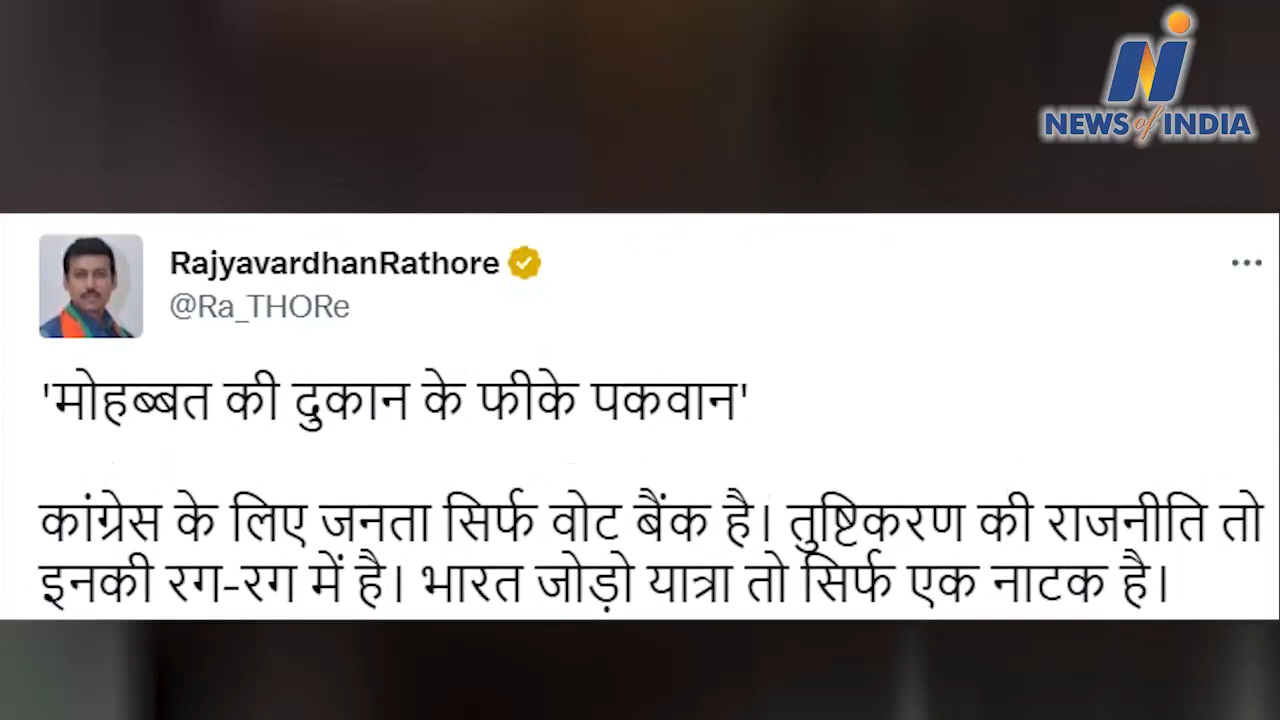 NEWS of INDIA
RajyavardhanRathore
@Ra_THORe
'मोहब्बत की दुकान के फीके पकवान'
कांग्रेस के लिए जनता सिर्फ वोट बैंक है। तुष्टिकरण की राजनीति तो
इनकी रग-रग में है। भारत जोड़ो यात्रा तो सिर्फ एक नाटक है।